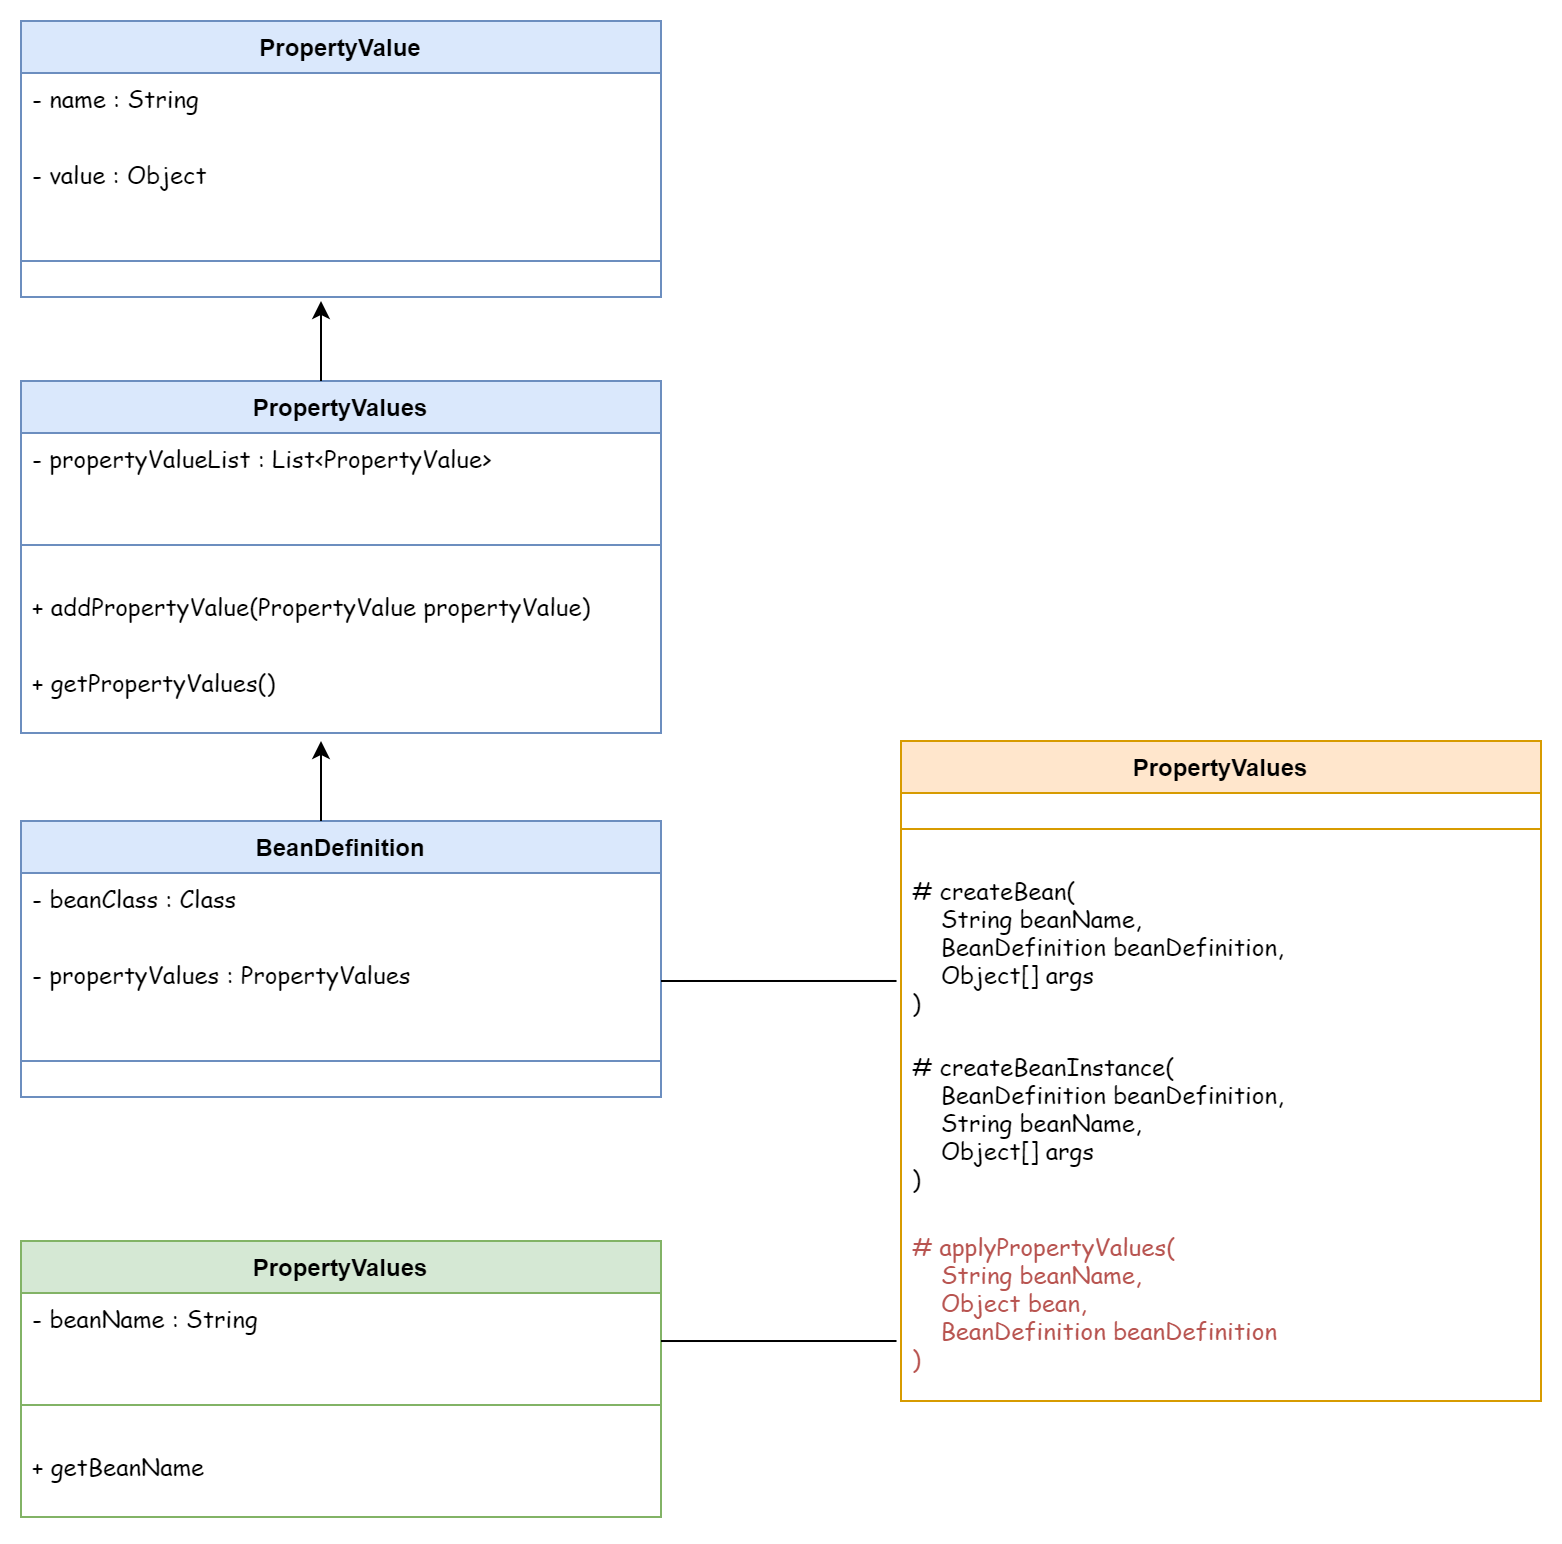 PropertyValue
- name : String
- value : Object
PropertyValues
- propertyValueList : List<PropertyValue>
+ addPropertyValue(PropertyValue propertyValue)
+ getPropertyValues()
BeanDefinition
- beanClass : Class
- propertyValues : PropertyValues
PropertyValues
- beanName : String
+ getBeanName
PropertyValues
# createBean(
String beanName,
BeanDefinition beanDefinition,
Object[] args
)
# createBeanInstance(
BeanDefinition beanDefinition,
String beanName,
Object[] args
)
# applyPropertyValues(
String beanName,
Object bean,
BeanDefinition beanDefinition
)